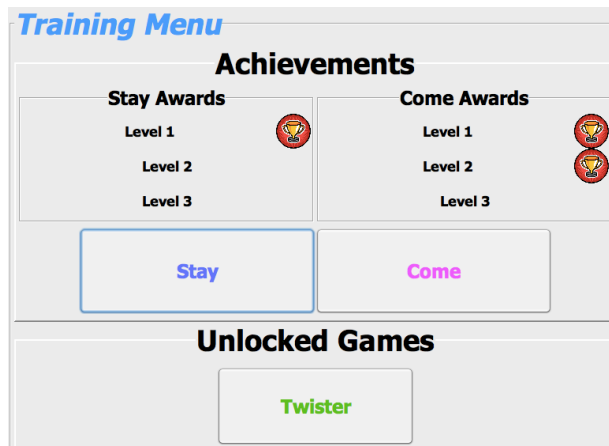 Training Menu
Achievements
Stay Awards
Level 1
Level 2
Level 3
Come Awards
Level 1
Level 2
Level 3
Stay
Come
Unlocked Games
Twister